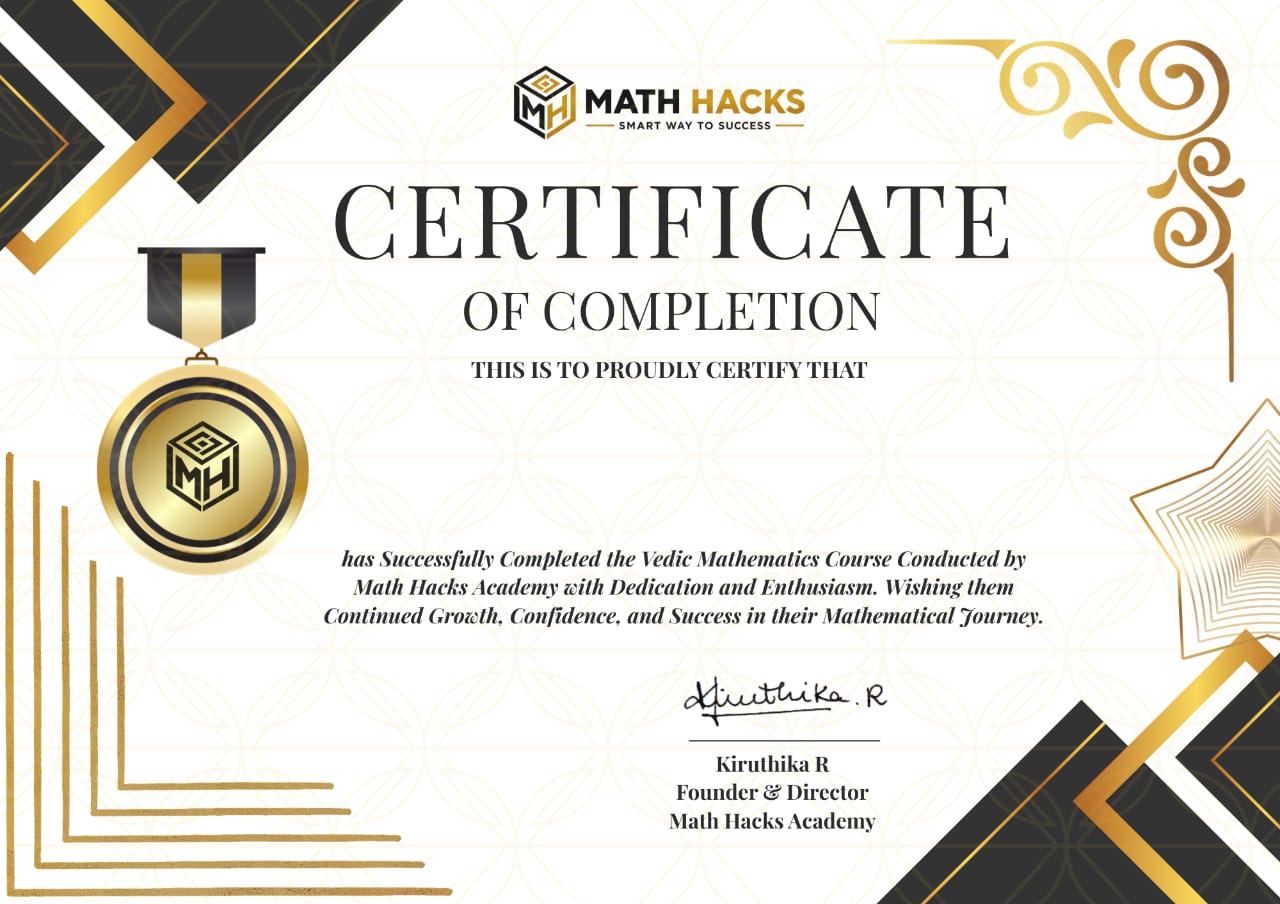 MH MATH HACKS
SMART WAY TO SUCCESS
CERTIFICATE
OF COMPLETION
THIS IS TO PROUDLY CERTIFY THAT
MH
has Successfully Completed the Vedic Mathematics Course Conducted by
Math Hacks Academy with Dedication and Enthusiasm. Wishing them
Continued Growth, Confidence, and Success in their Mathematical Journey.
Kiruthika. R
Kiruthika R
Founder & Director
Math Hacks Academy